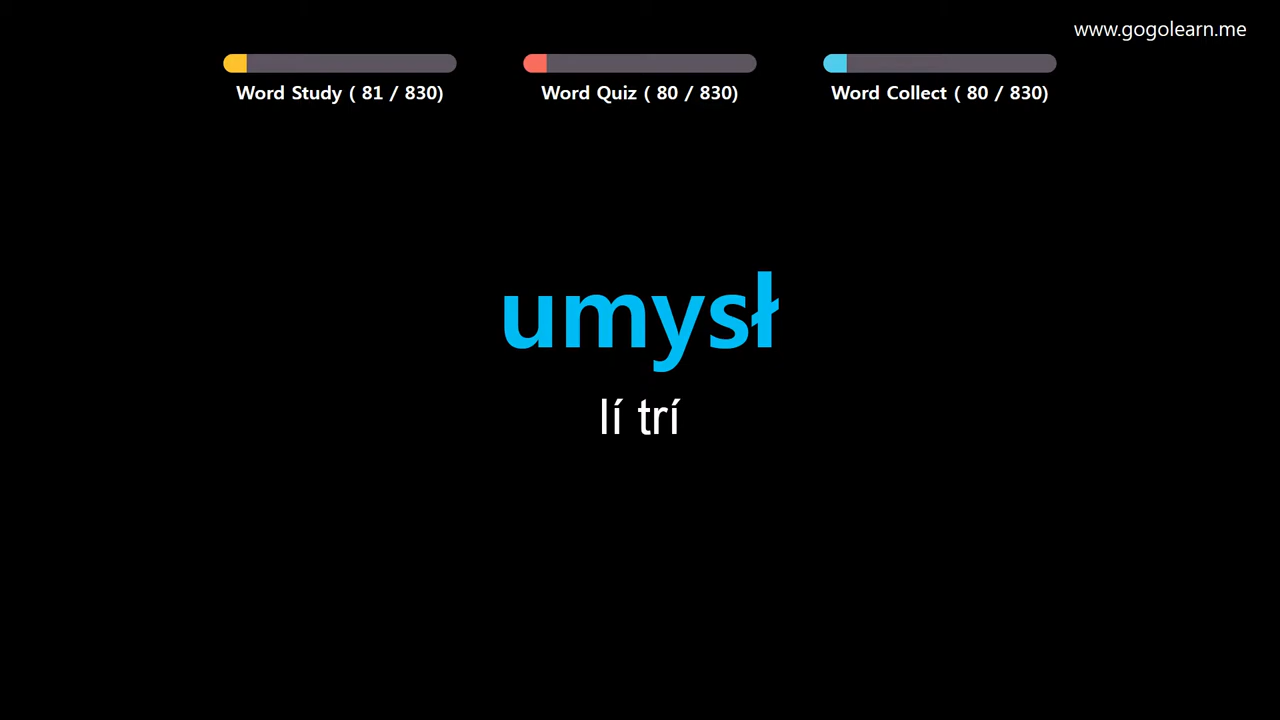 www.gogolearn.me
Word Study ( 81 / 830)
Word Quiz ( 80 / 830)
Word Collect ( 80 / 830)
umysł
lí trí